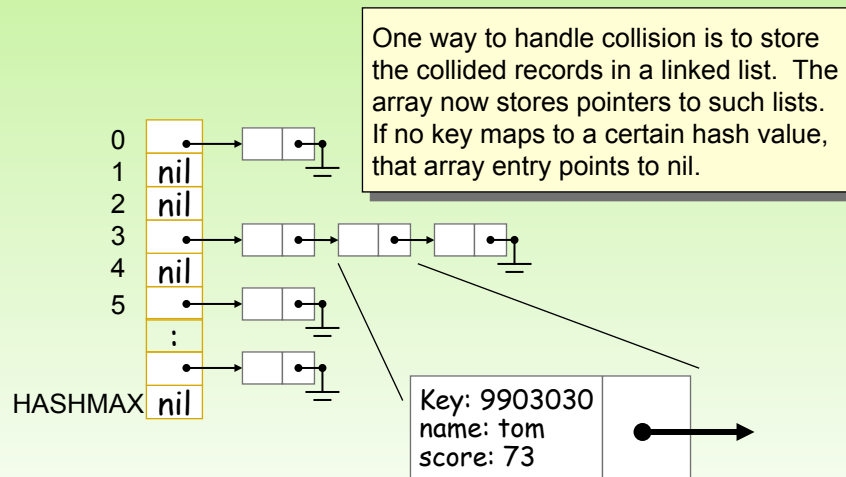 One way to handle collision is to store
the collided records in a linked list. The
array now stores pointers to such lists.
If no key maps to a certain hash value,
that array entry points to nil.
0
1 nil
2 nil
3
4 nil
5
:
HASHMAX nil
Key: 9903030
name: tom
score: 73